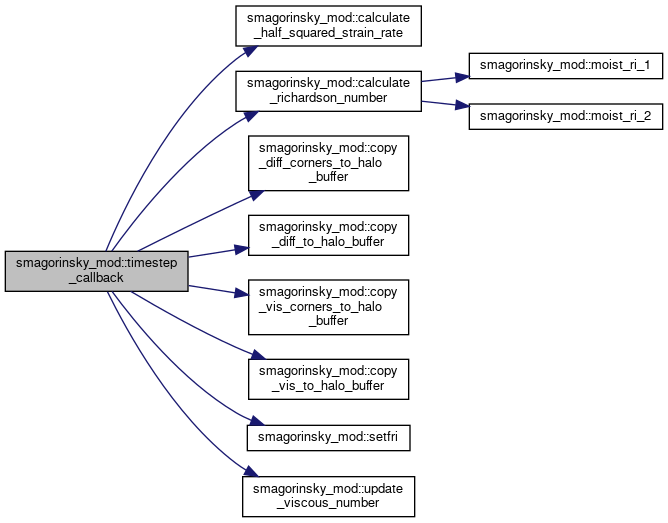 smagorinsky_mod::timestep
_callback
smagorinsky_mod::calculate
_half_squared_strain_rate
smagorinsky_mod::calculate
_richardson_number
smagorinsky_mod::moist_ri_1
smagorinsky_mod::moist_ri_2
smagorinsky_mod::copy
_diff_corners_to_halo
_buffer
smagorinsky_mod::copy
_diff_to_halo_buffer
smagorinsky_mod::copy
_vis_corners_to_halo
_buffer
smagorinsky_mod::copy
_vis_to_halo_buffer
smagorinsky_mod::setfri
smagorinsky_mod::update
_viscous_number